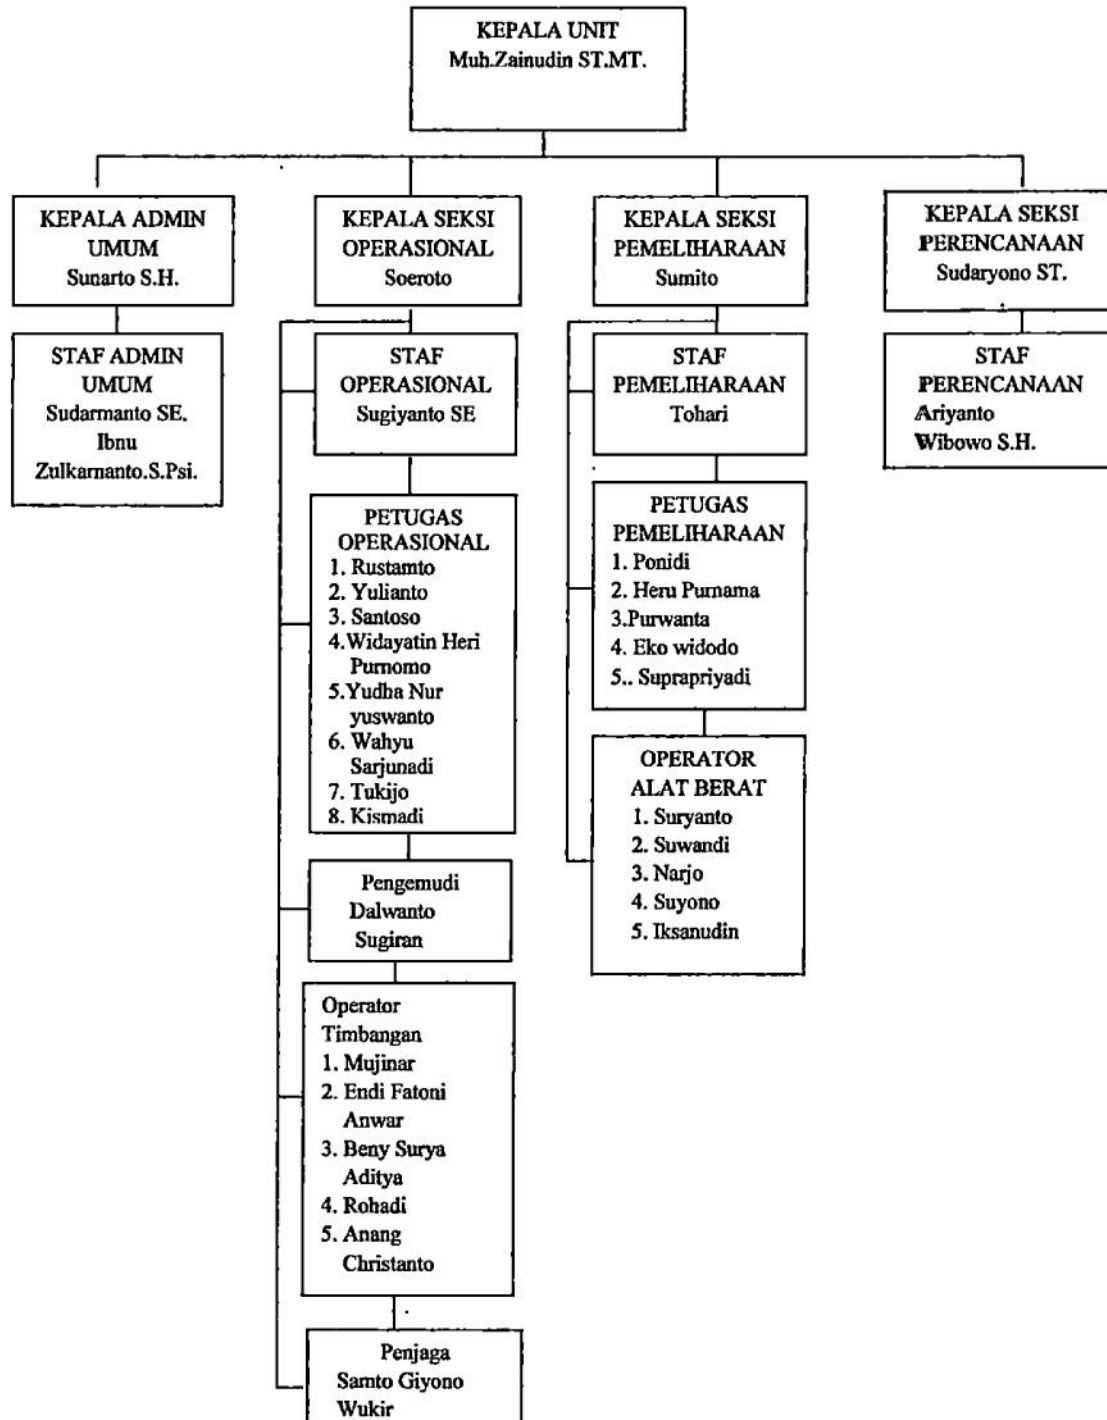 KEPALA UNIT
Muh.Zainudin ST.MT.
KEPALA ADMIN
UMUM
Sunarto S.H.
KEPALA SEKSI
OPERASIONAL
Soeroto
KEPALA SEKSI
PEMELIHARAAN
Sumito
KEPALA SEKSI
PERENCANAAN
Sudaryono ST.
STAF ADMIN
UMUM
Sudarmanto SE.
Ibnu
Zulkarnanto.S.Psi.
STAF
OPERASIONAL
Sugiyanto SE
STAF
PEMELIHARAAN
Tohari
STAF
PERENCANAAN
Ariyanto
Wibowo S.H.
PETUGAS
OPERASIONAL
1. Rustamto
2. Yulianto
3. Santoso
4.Widayatin Heri
Purnomo
5.Yudha Nur
yuswanto
6. Wahyu
Sarjunadi
7. Tukijo
8. Kismadi
PETUGAS
PEMELIHARAAN
1. Ponidi
2. Heru Purnama
3.Purwanta
4. Eko widodo
5.. Suprapriyadi
OPERATOR
ALAT BERAT
1. Suryanto
2. Suwandi
3. Narjo
4. Suyono
5. Iksanudin
Pengemudi
Dalwanto
Sugiran
Operator
Timbangan
1. Mujinar
2. Endi Fatoni
Anwar
3. Beny Surya
Aditya
4. Rohadi
5. Anang
Christanto
Penjaga
Samto Giyono
Wukir